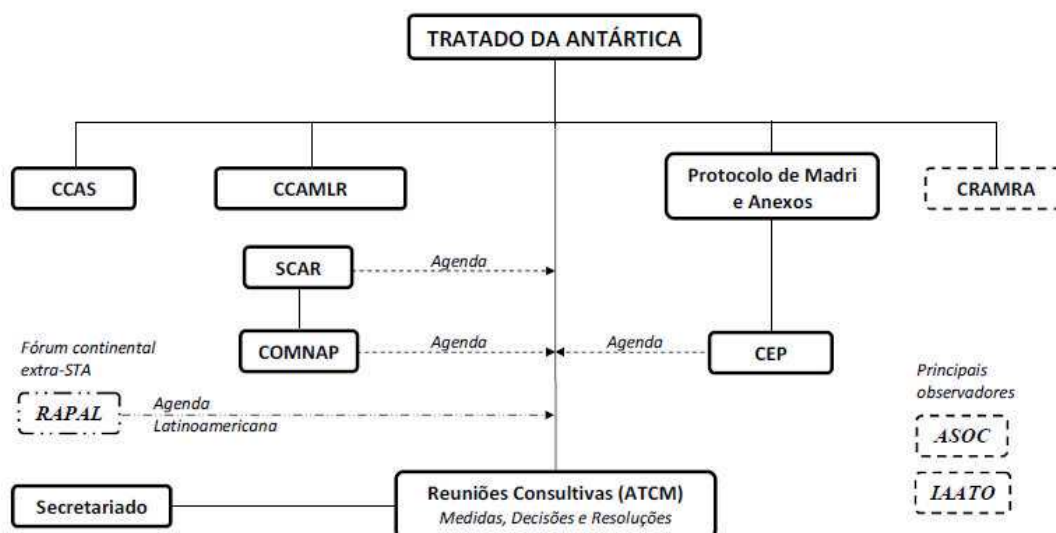 TRATADO DA ANTÁRTICA
CCAS
CCAMLR
Protocolo de Madri
e Anexos
CRAMRA
SCAR
Agenda
COMNAP
Agenda
Agenda
CEP
Fórum continental
extra-STA
RAPAL
Agenda
Latinoamericana
Principais
observadores
ASOC
IAATO
Secretariado
Reuniões Consultivas (ATCM)
Medidas, Decisões e Resoluções